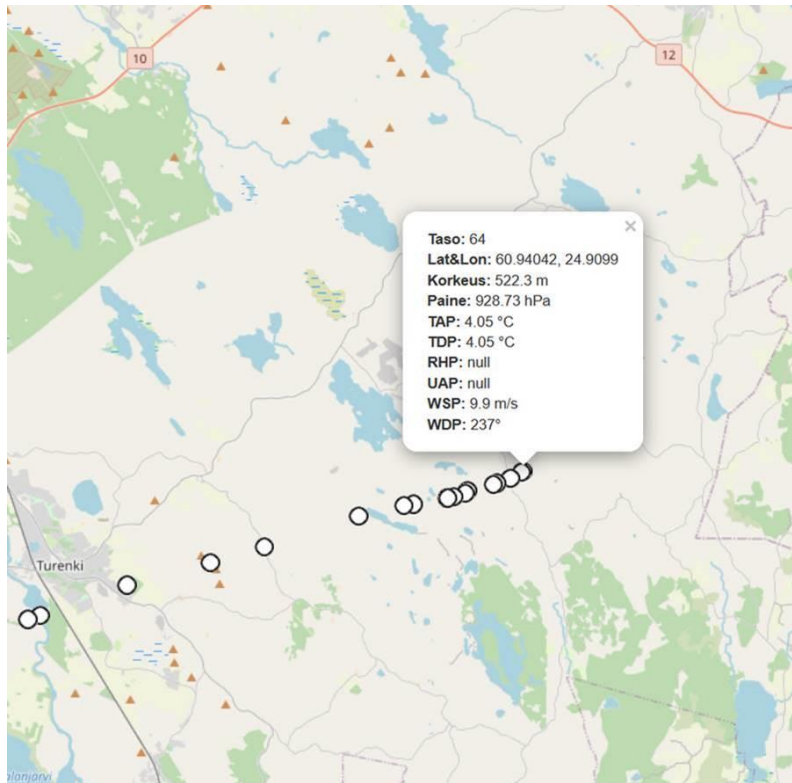 10
12
×
Taso: 64
Lat&Lon: 60.94042, 24.9099
Korkeus: 522.3 m
Paine: 928.73 hPa
TAP: 4.05 °C
TDP: 4.05 °C
RHP: null
UAP: null
WSP: 9.9 m/s
WDP: 237°
Turenki